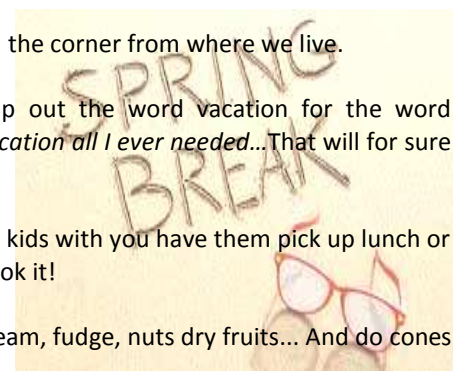 the corner from where we live.
SPRING
p out the word vacation for the word
cation all I ever needed...That will for sure
BREAK
kids with you have them pick up lunch or
ok it!
eam, fudge, nuts dry fruits... And do cones